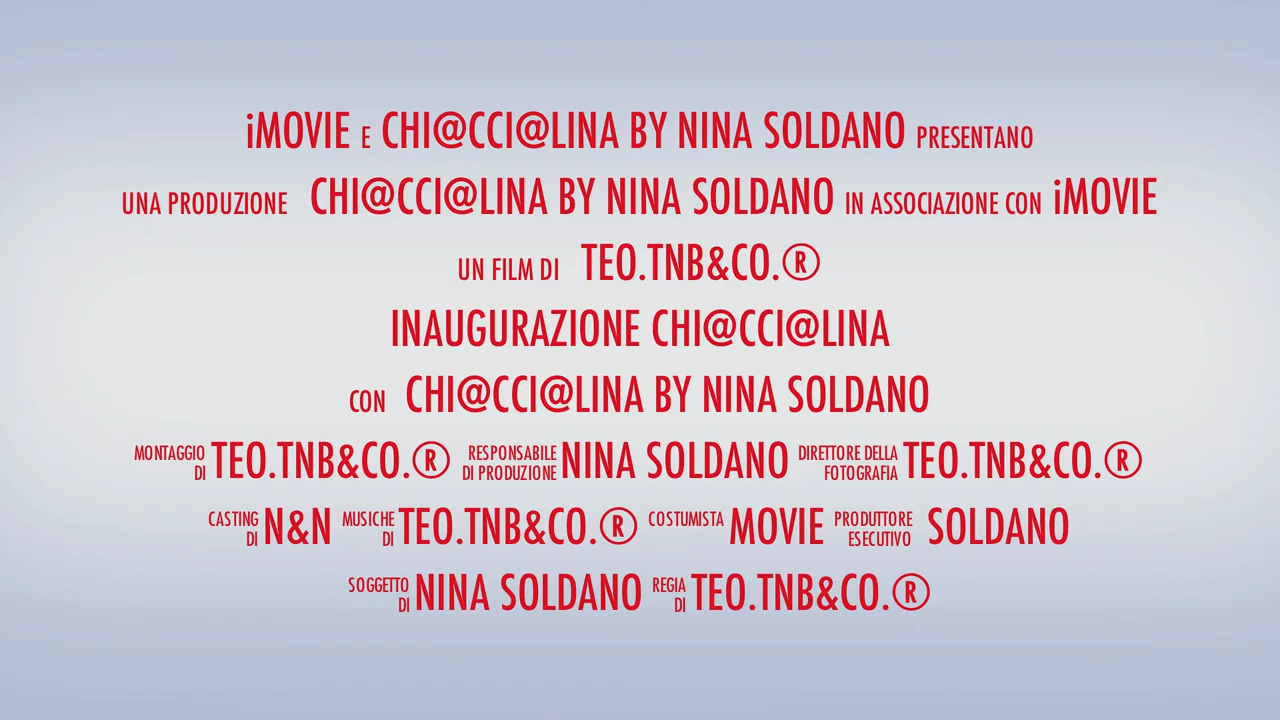 iMOVIE E CHI@CCI@LINA BY NINA SOLDANO PRESENTANO
UNA PRODUZIONE CHI@CCI@LINA BY NINA SOLDANO IN ASSOCIAZIONE CON iMOVIE
UN FILM DI TEO.TNB&CO.®
INAUGURAZIONE CHI@CCI@LINA
CON CHI@CCI@LINA BY NINA SOLDANO
MONTAGGIO DI TEO.TNB&CO.® RESPONSABILE DI PRODUZIONE NINA SOLDANO DIRETTORE DELLA FOTOGRAFIA TEO.TNB&CO.®
CASTING DI N&N MUSICHE DI TEO.TNB&CO.® COSTUMISTA MOVIE PRODUTTORE ESECUTIVO SOLDANO
SOGGETTO DI NINA SOLDANO REGIA DI TEO.TNB&CO.®